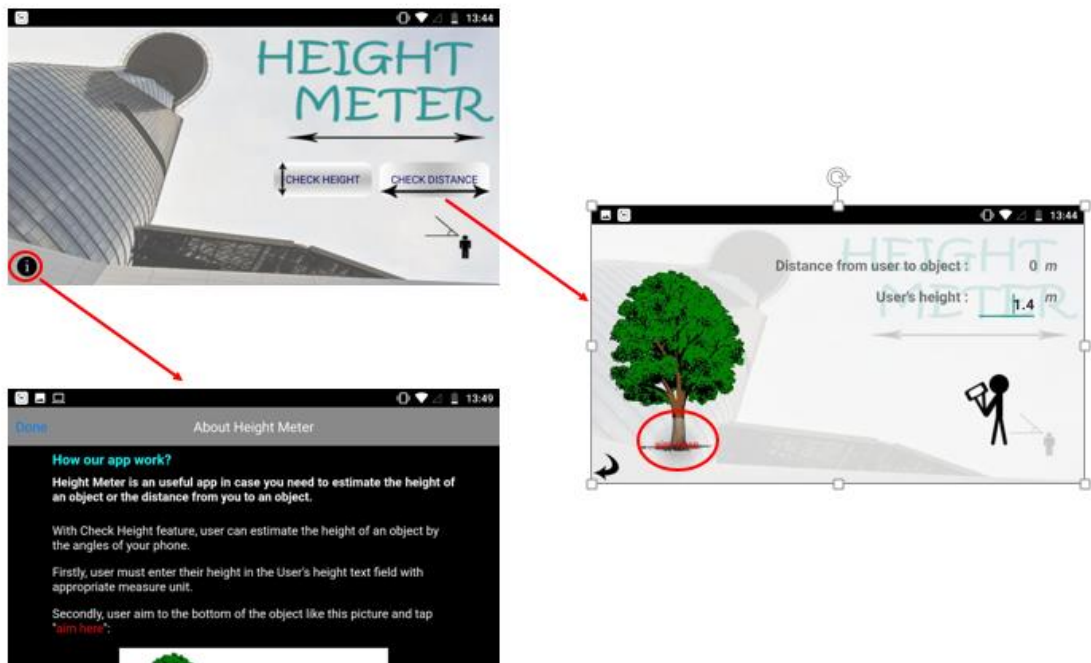 13:44
HEIGHT
METER
CHECK HEIGHT
CHECK DISTANCE
i
13:44
HEIGHT
METER
Distance from user to object :
0 m
User's height :
1.4 m
aim here
13:49
Done
About Height Meter
How our app work?
Height Meter is an useful app in case you need to estimate the height of
an object or the distance from you to an object.
With Check Height feature, user can estimate the height of an object by
the angles of your phone.
Firstly, user must enter their height in the User's height text field with
appropriate measure unit.
Secondly, user aim to the bottom of the object like this picture and tap
"aim here":